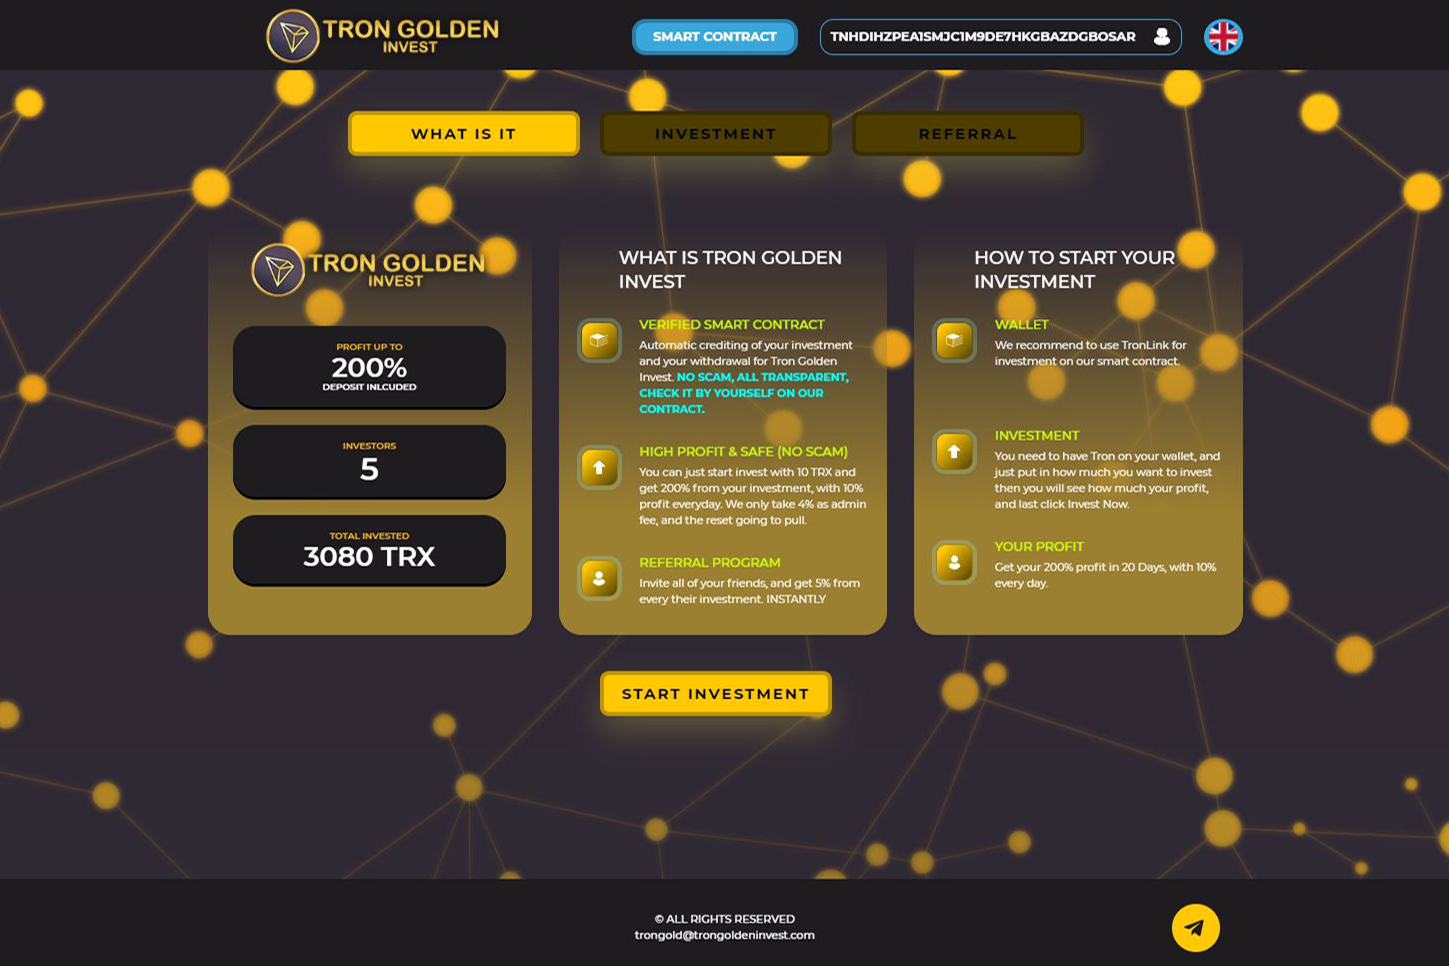 TRON GOLDEN
INVEST
SMART CONTRACT
TNHDIHZPEA1SMJC1M9DE7HKGBAZDGBOSAR
WHAT IS IT
INVESTMENT
REFERRAL
TRON GOLDEN
INVEST
PROFIT UP TO
200%
DEPOSIT INLCUDED
INVESTORS
5
TOTAL INVESTED
3080 TRX
WHAT IS TRON GOLDEN
INVEST
VERIFIED SMART CONTRACT
Automatic crediting of your investment
and your withdrawal for Tron Golden
Invest. NO SCAM, ALL TRANSPARENT,
CHECK IT BY YOURSELF ON OUR
CONTRACT.
HIGH PROFIT & SAFE (NO SCAM)
You can just start invest with 10 TRX and
get 200% from your investment, with 10%
profit everyday. We only take 4% as admin
fee, and the reset going to pull.
REFERRAL PROGRAM
Invite all of your friends, and get 5% from
every their investment. INSTANTLY
HOW TO START YOUR
INVESTMENT
WALLET
We recommend to use TronLink for
investment on our smart contract.
INVESTMENT
You need to have Tron on your wallet, and
just put in how much you want to invest
then you will see how much your profit,
and last click Invest Now.
YOUR PROFIT
Get your 200% profit in 20 Days, with 10%
every day.
START INVESTMENT
© ALL RIGHTS RESERVED
trongold@trongoldeninvest.com